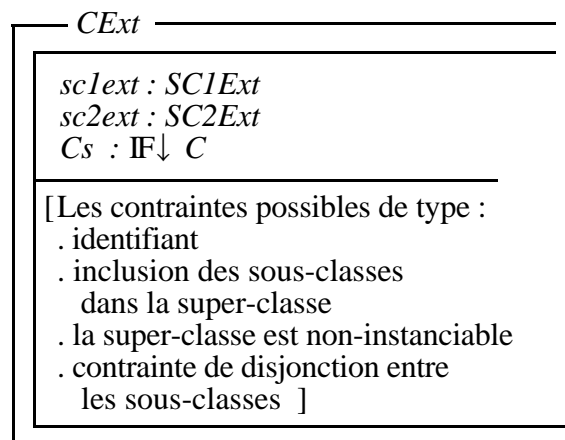 CExt
sc1ext : SC1Ext
sc2ext : SC2Ext
Cs : 𝔽↓ C
[Les contraintes possibles de type :
. identifiant
. inclusion des sous-classes
dans la super-classe
. la super-classe est non-instanciable
. contrainte de disjonction entre
les sous-classes ]